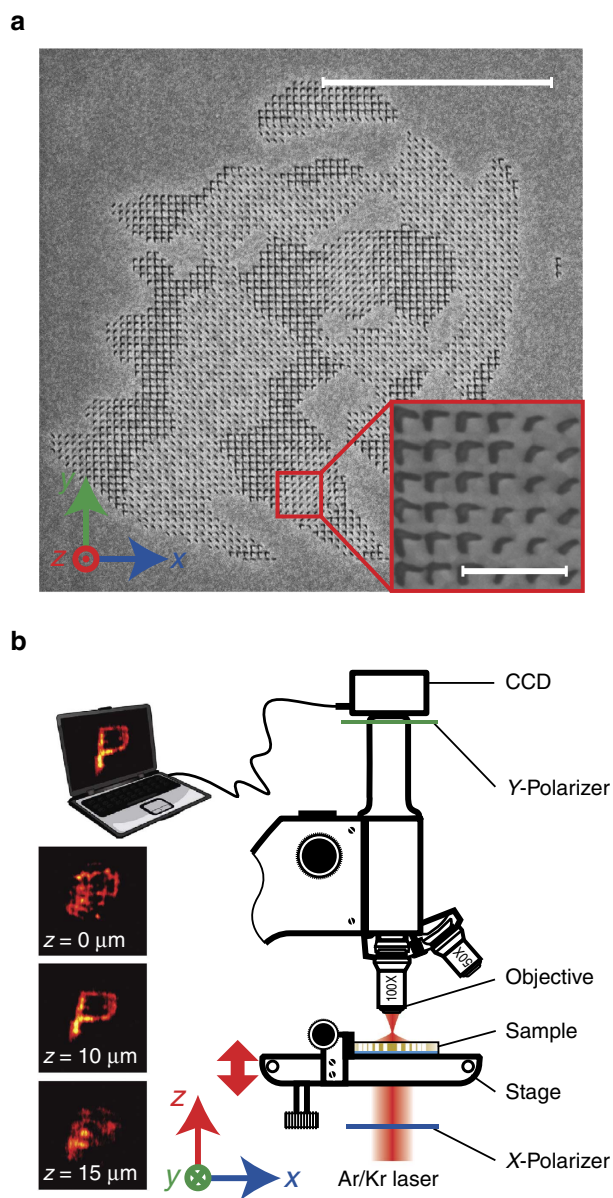 a
y
z
x
b
CCD
Y-Polarizer
P
z = 0 μm
50X
100X
Objective
z = 10 μm
Sample
Stage
z
z = 15 μm
y
x
X-Polarizer
Ar/Kr laser